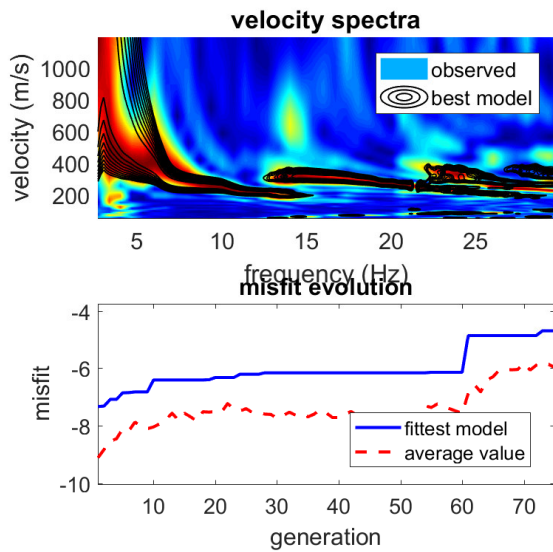 velocity spectra
velocity (m/s)
1000
800
600
400
200
observed
best model
5
10
15
20
25
frequency (Hz)
misfit evolution
misfit
-4
-6
-8
-10
fittest model
average value
10
20
30
40
50
60
70
generation